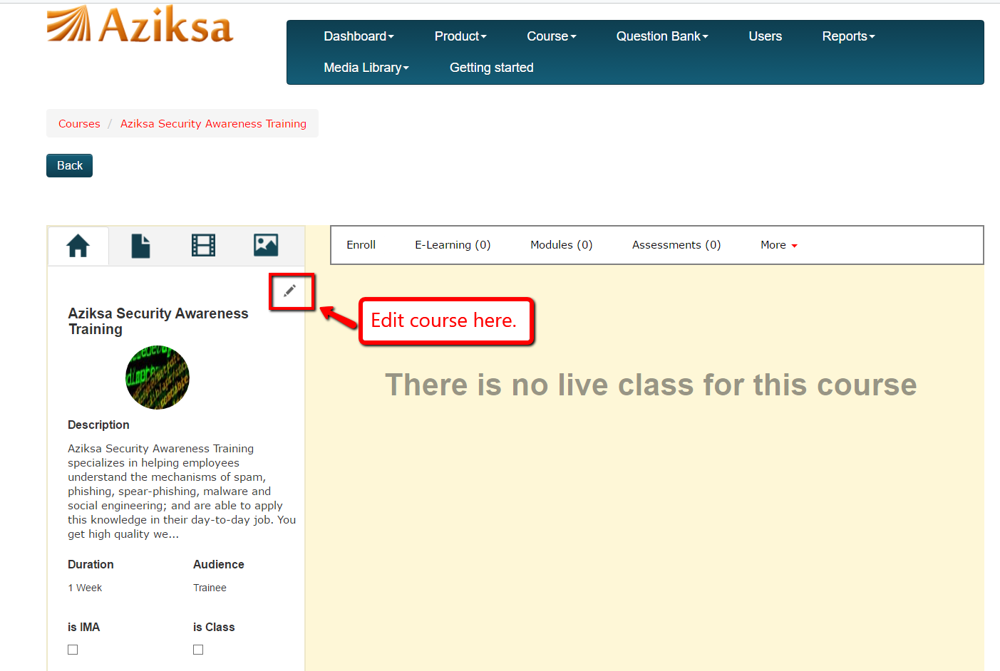 Aziksa
Dashboard Product Course Question Bank Users Reports
Media Library Getting started
Courses / Aziksa Security Awareness Training
Back
Enroll E-Learning (0) Modules (0) Assessments (0) More
Edit course here.
Aziksa Security Awareness
Training
There is no live class for this course
Description
Aziksa Security Awareness Training
specializes in helping employees
understand the mechanisms of spam,
phishing, spear-phishing, malware and
social engineering; and are able to apply
this knowledge in their day-to-day job. You
get high quality we...
Duration Audience
1 Week Trainee
is IMA is Class